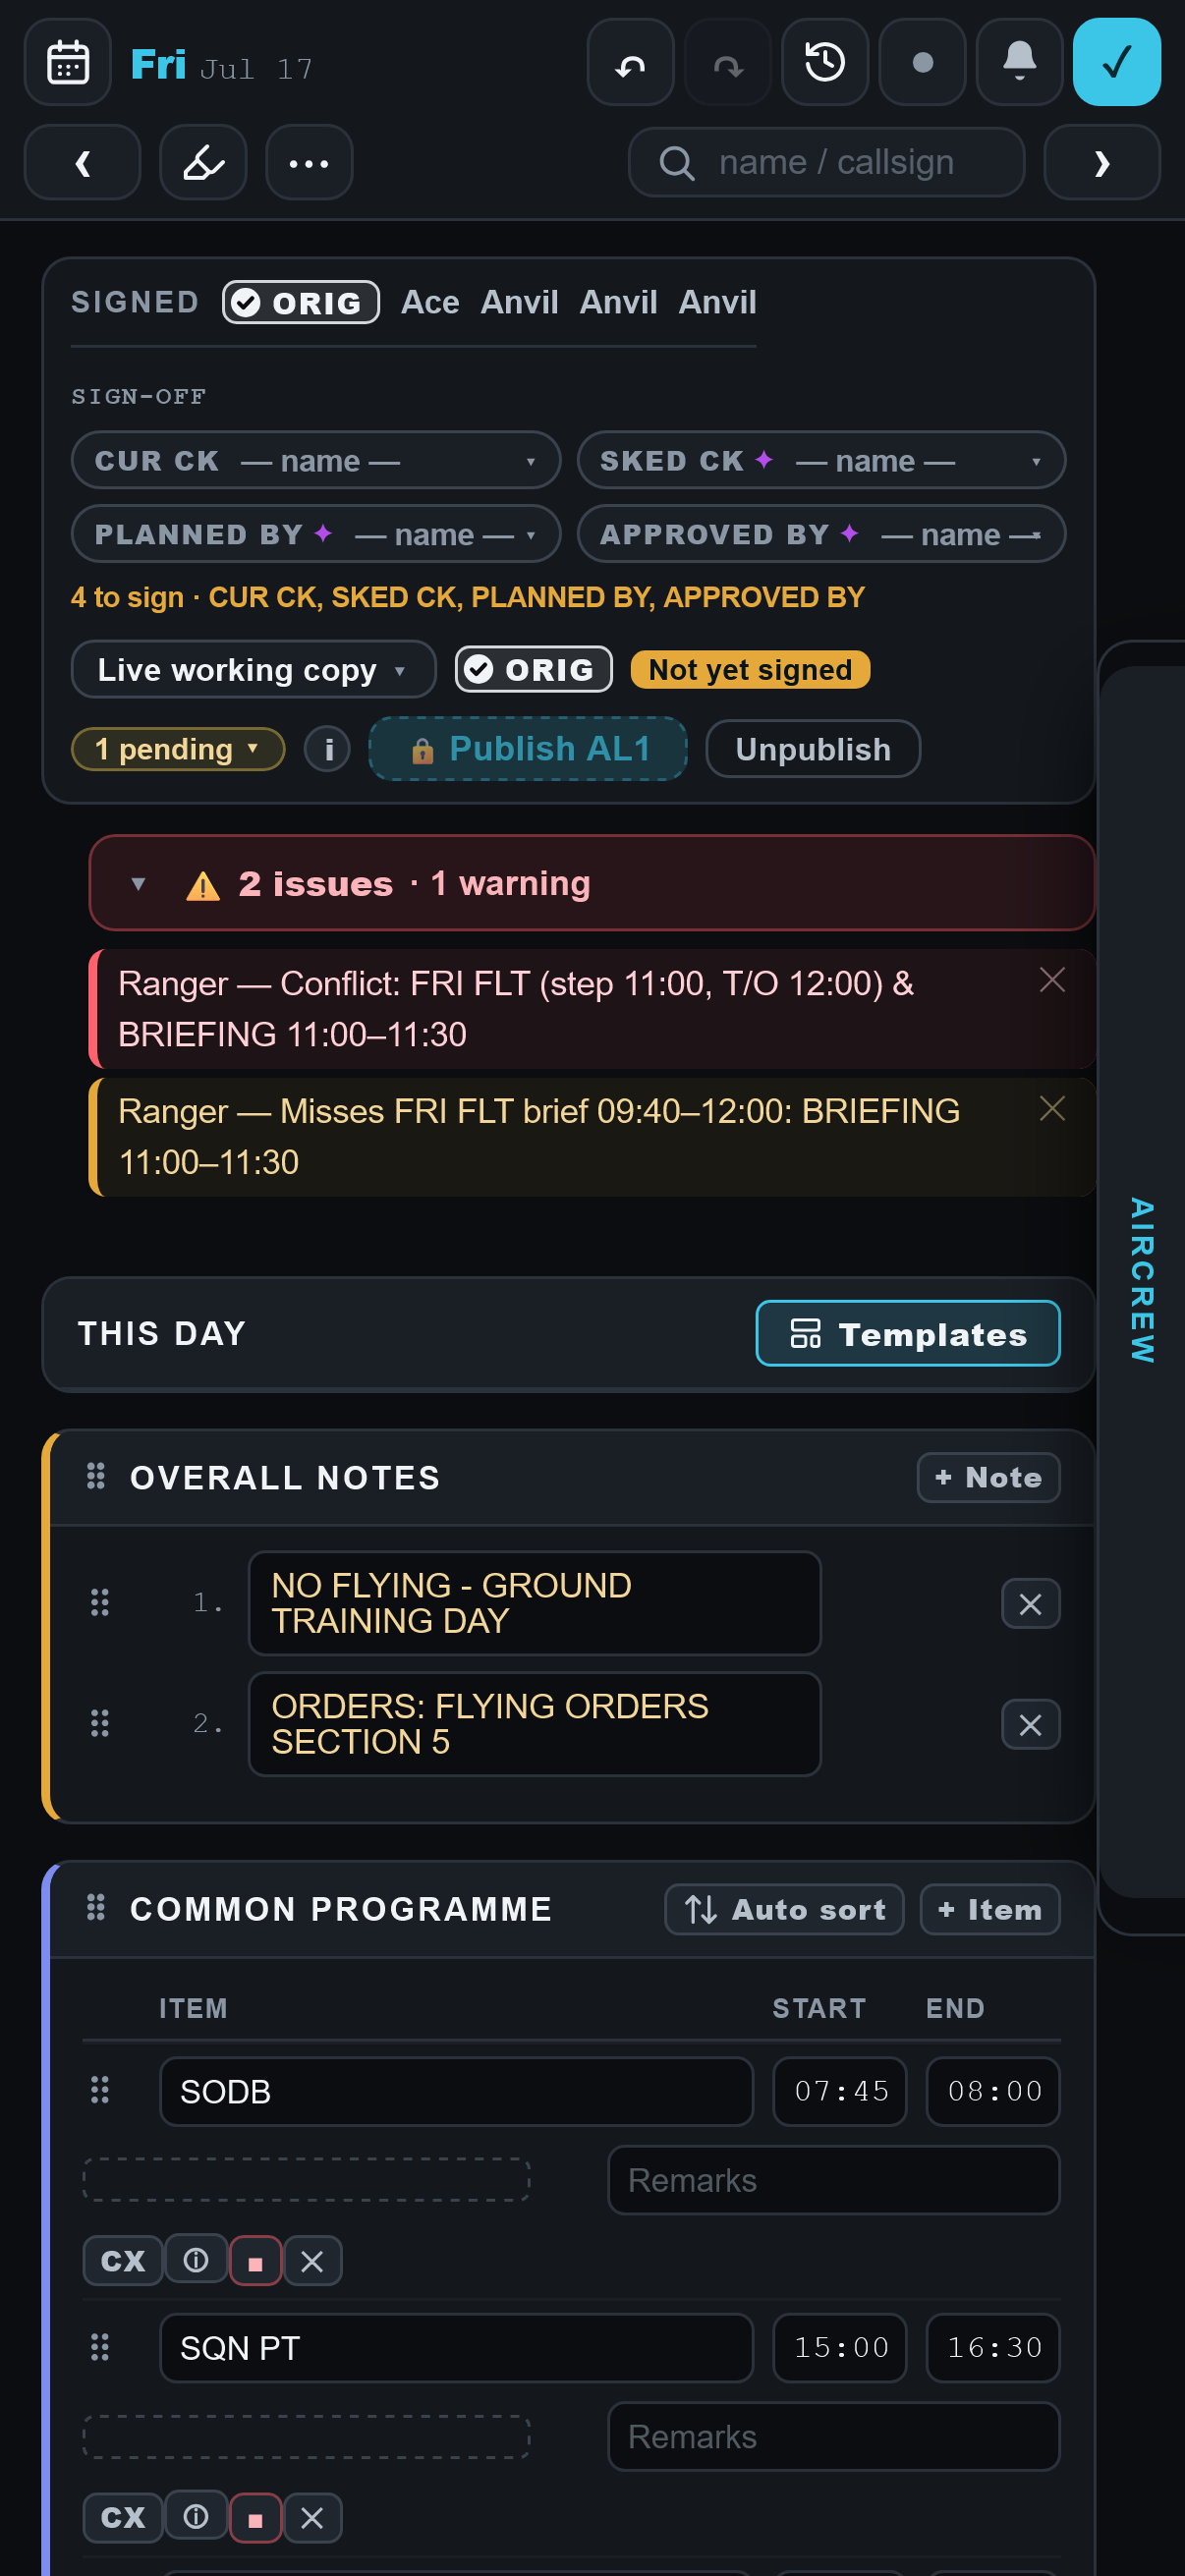 Fri Jul 17
name / callsign
SIGNED ORIG Ace Anvil Anvil Anvil
SIGN-OFF
CUR CK — name —
SKED CK — name —
PLANNED BY — name —
APPROVED BY — name —
4 to sign · CUR CK, SKED CK, PLANNED BY, APPROVED BY
Live working copy ORIG Not yet signed
1 pending i Publish AL1 Unpublish
2 issues · 1 warning
Ranger — Conflict: FRI FLT (step 11:00, T/O 12:00) &
BRIEFING 11:00–11:30
Ranger — Misses FRI FLT brief 09:40–12:00: BRIEFING
11:00–11:30
AIRCREW
THIS DAY Templates
OVERALL NOTES + Note
1. NO FLYING - GROUND
TRAINING DAY
2. ORDERS: FLYING ORDERS
SECTION 5
COMMON PROGRAMME Auto sort + Item
ITEM START END
SODB 07:45 08:00
Remarks
CX
SQN PT 15:00 16:30
Remarks
CX